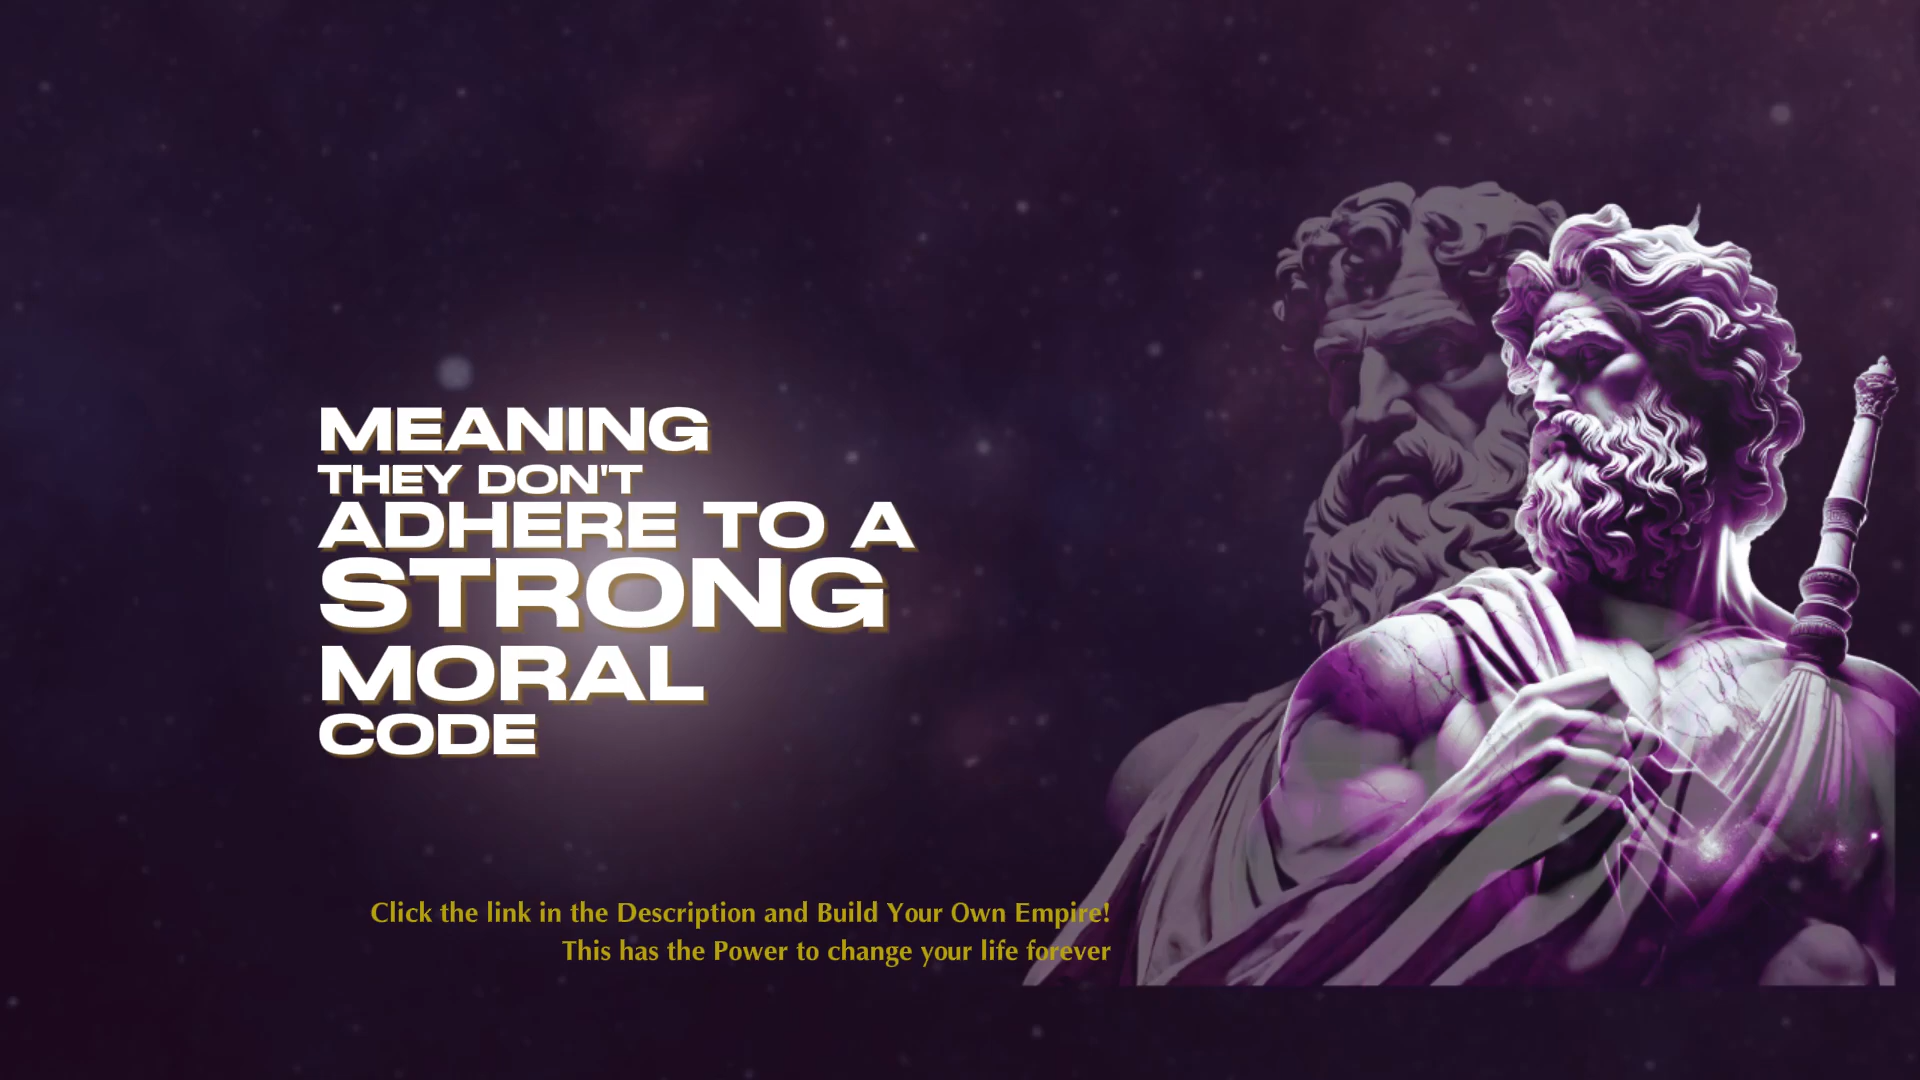 MEANING
THEY DON'T
ADHERE TO A
STRONG
MORAL
CODE
Click the link in the Description and Build Your Own Empire!
This has the Power to change your life forever